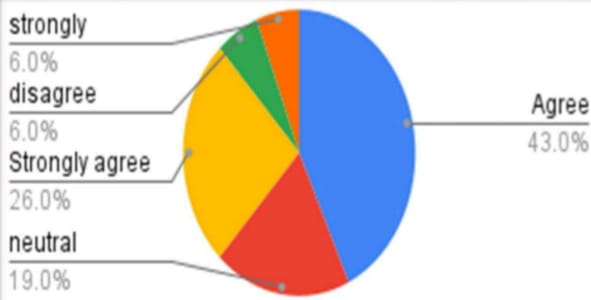 strongly
6.0%
disagree
6.0%
Strongly agree
26.0%
neutral
19.0%
Agree
43.0%